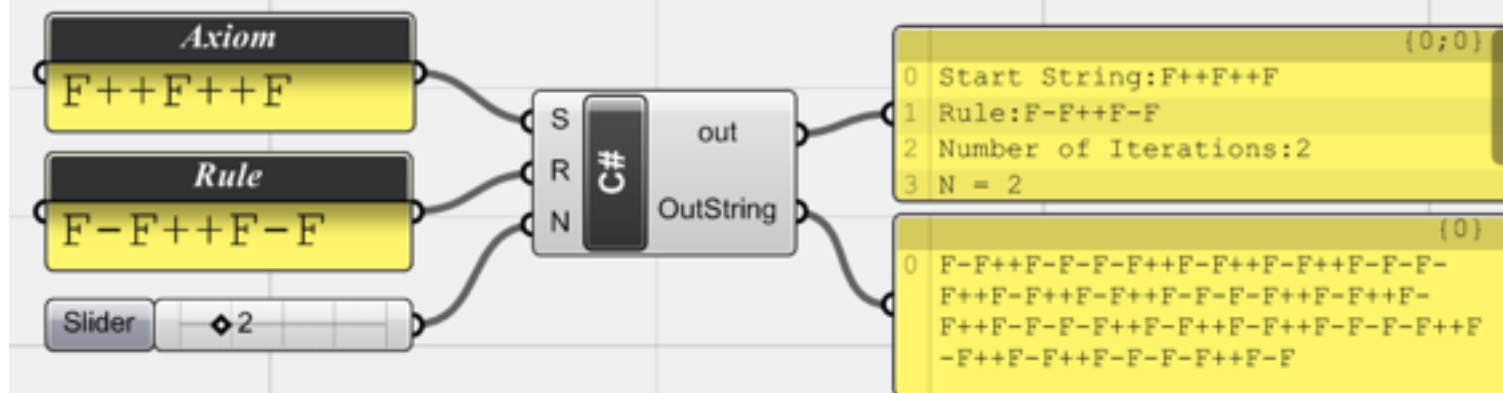 Axiom
F++F++F
Rule
F-F++F-F
Slider
2
S
R
N
C#
out
OutString
{0;0}
0 Start String:F++F++F
1 Rule:F-F++F-F
2 Number of Iterations:2
3 N = 2
{0}
0 F-F++F-F-F-F++F-F++F-F++F-F-F-
F++F-F++F-F++F-F-F-F++F-F++F-
F++F-F-F-F++F-F++F-F++F-F-F-F++F
-F++F-F++F-F-F-F++F-F